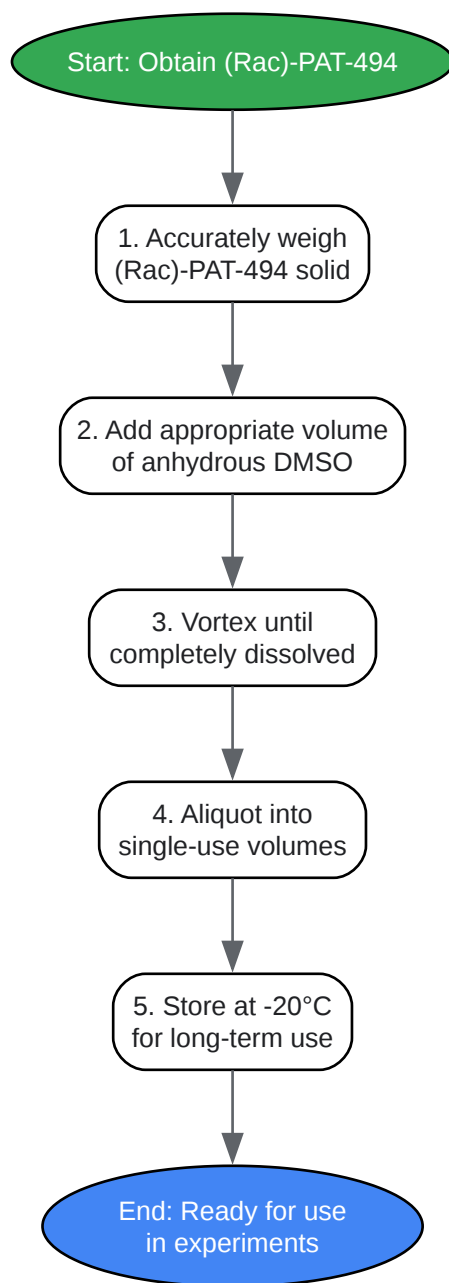 Start: Obtain (Rac)-PAT-494
1. Accurately weigh
(Rac)-PAT-494 solid
2. Add appropriate volume
of anhydrous DMSO
3. Vortex until
completely dissolved
4. Aliquot into
single-use volumes
5. Store at -20°C
for long-term use
End: Ready for use
in experiments